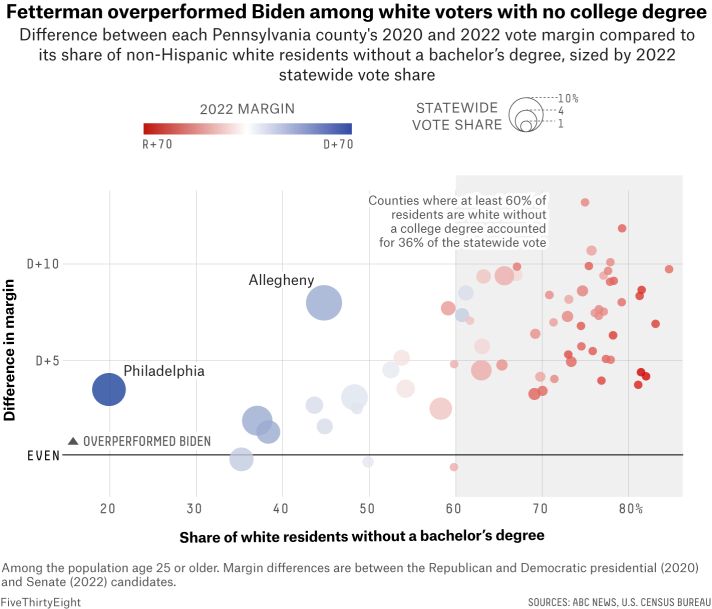 Fetterman overperformed Biden among white voters with no college degree
Difference between each Pennsylvania county's 2020 and 2022 vote margin compared to
its share of non-Hispanic white residents without a bachelor's degree, sized by 2022
statewide vote share
2022 MARGIN
R+70
D+70
STATEWIDE
VOTE SHARE
10%
4
1
Counties where at least 60% of
residents are white without
a college degree accounted
for 36% of the statewide vote
D+10
Allegheny
Difference in margin
D+5
Philadelphia
▲ OVERPERFORMED BIDEN
EVEN
20
30
40
50
60
70
80%
Share of white residents without a bachelor's degree
Among the population age 25 or older. Margin differences are between the Republican and Democratic presidential (2020)
and Senate (2022) candidates.
FiveThirtyEight
SOURCES: ABC NEWS, U.S. CENSUS BUREAU